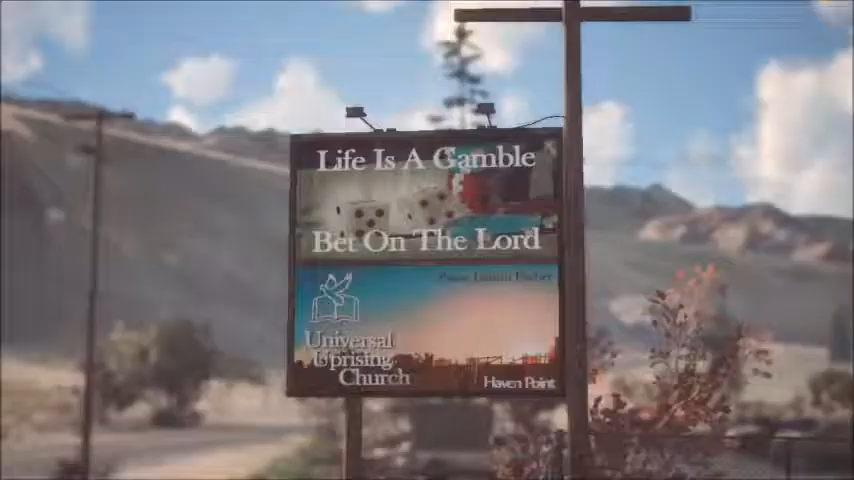 Life Is A Gamble
Bet On The Lord
Universal
Uprising
Church
Haven Point